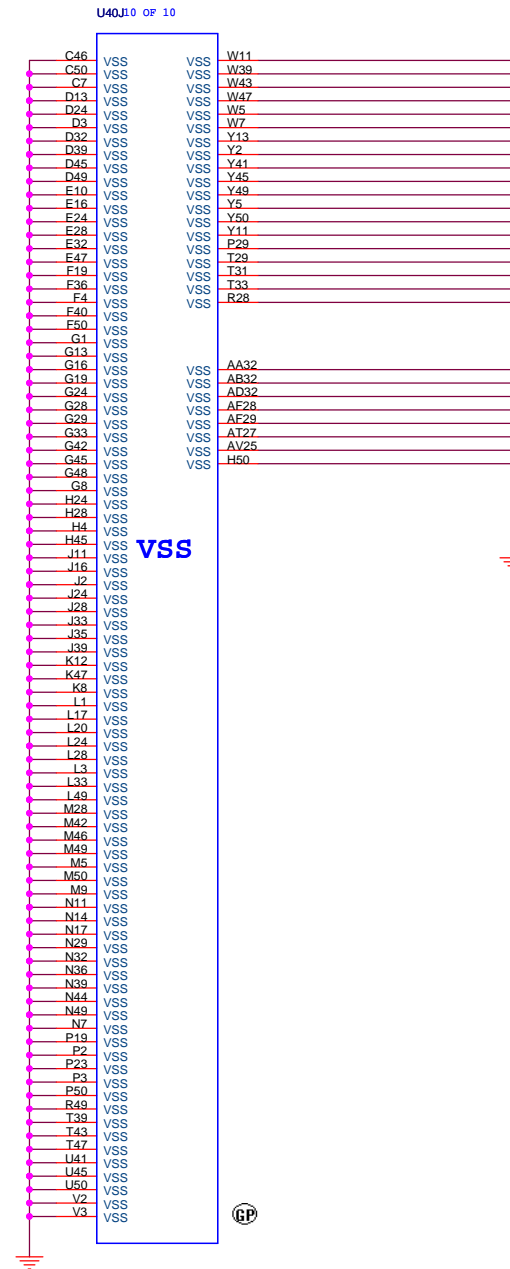 U40J 10 OF 10
C46 VSS VSS W11
C50 VSS VSS W39
C7 VSS VSS W43
D13 VSS VSS W47
D24 VSS VSS W5
D3 VSS VSS W7
D32 VSS VSS Y13
D39 VSS VSS Y2
D45 VSS VSS Y41
D49 VSS VSS Y45
E10 VSS VSS Y49
E16 VSS VSS Y5
E24 VSS VSS Y50
E28 VSS VSS Y11
E32 VSS VSS P29
E47 VSS VSS T29
F19 VSS VSS T31
F36 VSS VSS T33
F4 VSS VSS R28
F40 VSS
F50 VSS
G1 VSS
G13 VSS
G16 VSS VSS AA32
G19 VSS VSS AB32
G24 VSS VSS AD32
G28 VSS VSS AF28
G29 VSS VSS AF29
G33 VSS VSS AT27
G42 VSS VSS AV25
G45 VSS VSS H50
G48 VSS
G8 VSS
H24 VSS
H28 VSS
H4 VSS
H45 VSS VSS
J11 VSS
J16 VSS
J2 VSS
J24 VSS
J28 VSS
J33 VSS
J35 VSS
J39 VSS
K12 VSS
K47 VSS
K8 VSS
L1 VSS
L17 VSS
L20 VSS
L24 VSS
L28 VSS
L3 VSS
L33 VSS
L49 VSS
M28 VSS
M42 VSS
M46 VSS
M49 VSS
M5 VSS
M50 VSS
M9 VSS
N11 VSS
N14 VSS
N17 VSS
N29 VSS
N32 VSS
N36 VSS
N39 VSS
N44 VSS
N49 VSS
N7 VSS
P19 VSS
P2 VSS
P23 VSS
P3 VSS
P50 VSS
R49 VSS
T39 VSS
T43 VSS
T47 VSS
U41 VSS
U45 VSS
U50 VSS
V2 VSS
V3 VSS
GP